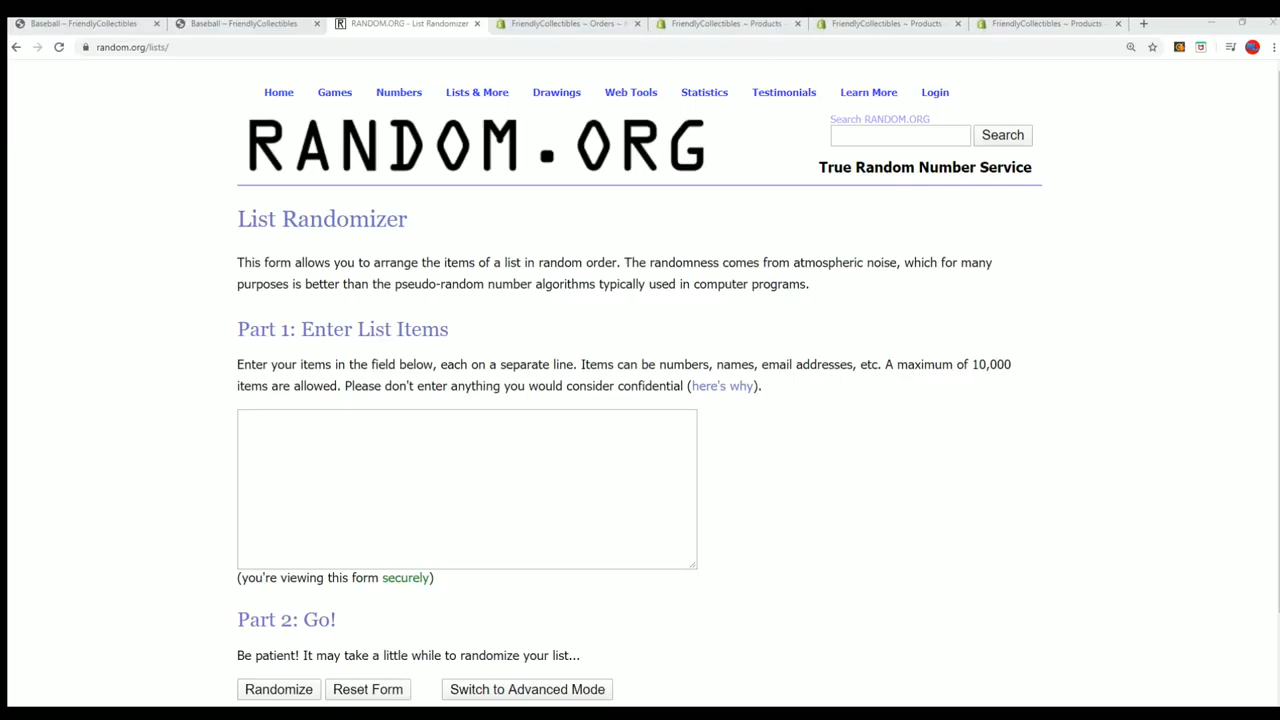 Baseball – FriendlyCollectibles
Baseball – FriendlyCollectibles
RANDOM.ORG - List Randomizer
FriendlyCollectibles ~ Orders ~
FriendlyCollectibles ~ Products
FriendlyCollectibles ~ Products
FriendlyCollectibles ~ Products
random.org/lists/
Home Games Numbers Lists & More Drawings Web Tools Statistics Testimonials Learn More Login
RANDOM.ORG
Search RANDOM.ORG
Search
True Random Number Service
List Randomizer
This form allows you to arrange the items of a list in random order. The randomness comes from atmospheric noise, which for many
purposes is better than the pseudo-random number algorithms typically used in computer programs.
Part 1: Enter List Items
Enter your items in the field below, each on a separate line. Items can be numbers, names, email addresses, etc. A maximum of 10,000
items are allowed. Please don't enter anything you would consider confidential (here's why).
(you're viewing this form securely)
Part 2: Go!
Be patient! It may take a little while to randomize your list...
Randomize Reset Form Switch to Advanced Mode